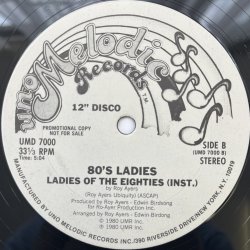 Uno Melodic
Records
TM
12" DISCO
PROMOTIONAL COPY
NOT FOR SALE
UMD 7000
33⅓ RPM
Time: 5:04
SIDE B
(UMD 7000 B)
STEREO
80'S LADIES
LADIES OF THE EIGHTIES (INST.)
by Roy Ayers
(Roy Ayers Ubiquity) (ASCAP)
Produced by Roy Ayers - Edwin Birdsong
for Ro-Ayer Production Inc.
Arranged by Roy Ayers - Edwin Birdsong
℗ 1980 UMR Inc.
© 1980 UMR Inc.
MANUFACTURED BY UNO MELODIC RECORDS INC./390 RIVERSIDE DRIVE/NEW YORK, N.Y. 10019